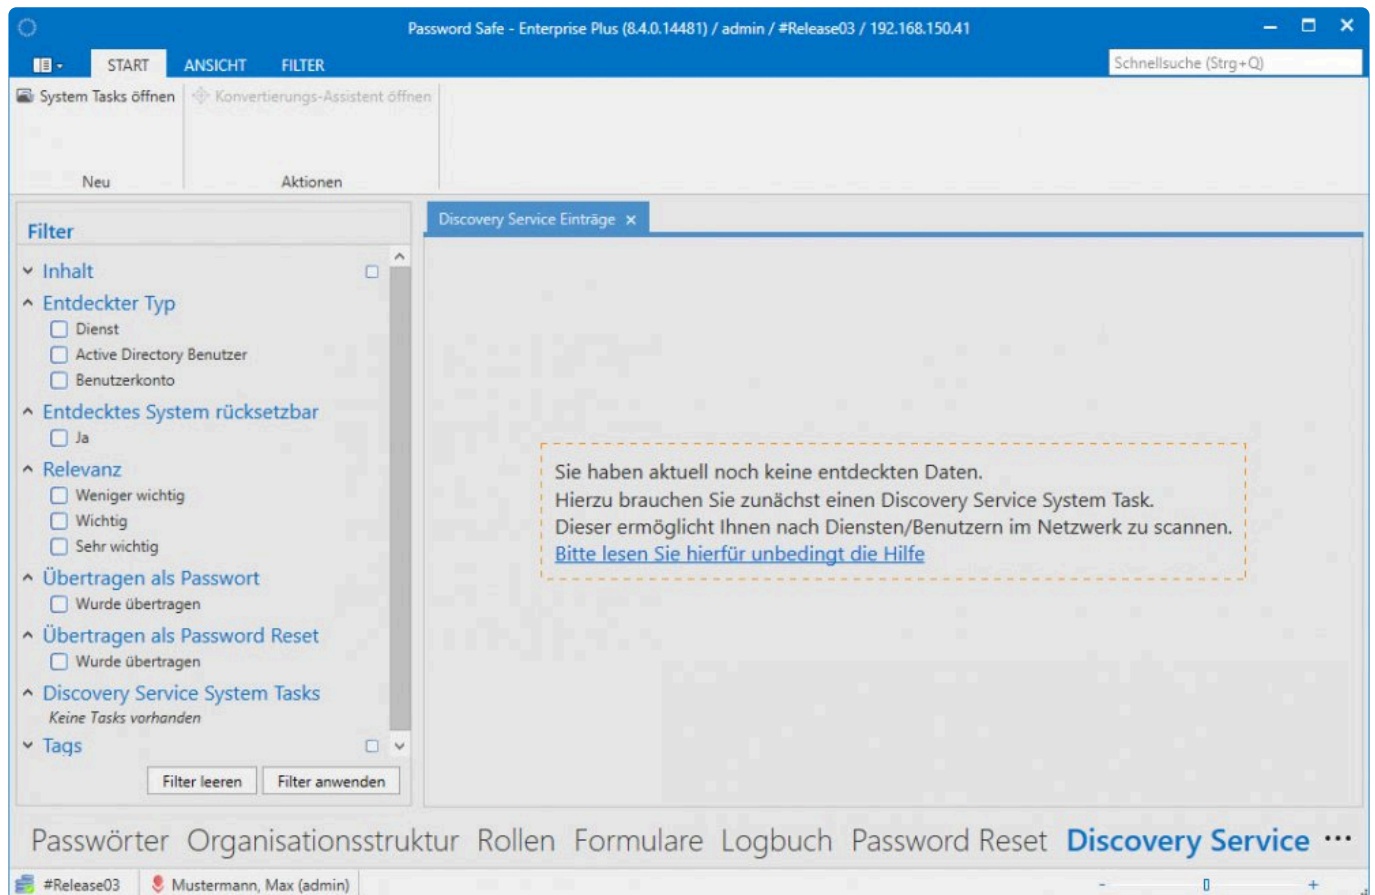 Password Safe - Enterprise Plus (8.4.0.14481) / admin / #Release03 / 192.168.150.41
START ANSICHT FILTER
Schnellsuche (Strg+Q)
System Tasks öffnen
Konvertierungs-Assistent öffnen
Neu
Aktionen
Filter
Inhalt
Entdeckter Typ
Dienst
Active Directory Benutzer
Benutzerkonto
Entdecktes System rücksetzbar
Ja
Relevanz
Weniger wichtig
Wichtig
Sehr wichtig
Übertragen als Passwort
Wurde übertragen
Übertragen als Password Reset
Wurde übertragen
Discovery Service System Tasks
Keine Tasks vorhanden
Tags
Filter leeren
Filter anwenden
Discovery Service Einträge
Sie haben aktuell noch keine entdeckten Daten.
Hierzu brauchen Sie zunächst einen Discovery Service System Task.
Dieser ermöglicht Ihnen nach Diensten/Benutzern im Netzwerk zu scannen.
Bitte lesen Sie hierfür unbedingt die Hilfe
Passwörter Organisationsstruktur Rollen Formulare Logbuch Password Reset Discovery Service •••
#Release03
Mustermann, Max (admin)
- +